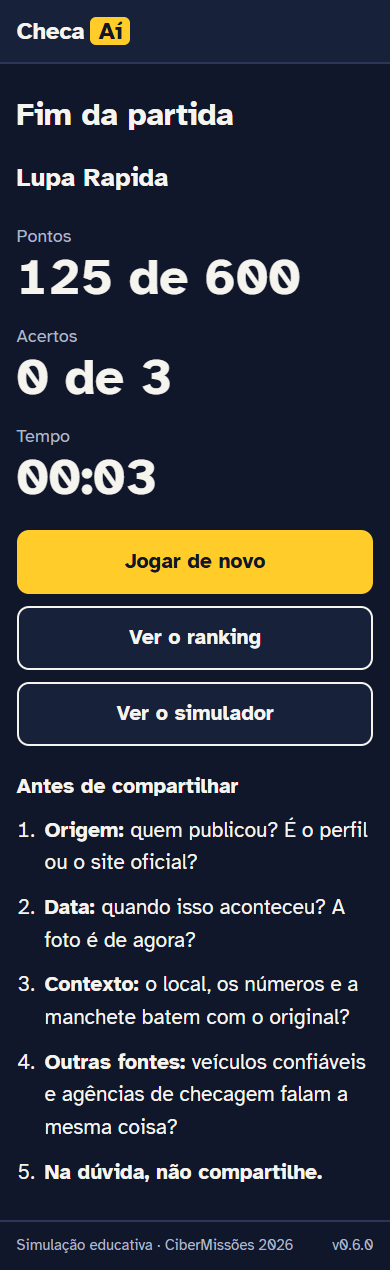 Checa Aí
Fim da partida
Lupa Rapida
Pontos
125 de 600
Acertos
0 de 3
Tempo
00:03
Jogar de novo
Ver o ranking
Ver o simulador
Antes de compartilhar
1. Origem: quem publicou? É o perfil
ou o site oficial?
2. Data: quando isso aconteceu? A
foto é de agora?
3. Contexto: o local, os números e a
manchete batem com o original?
4. Outras fontes: veículos confiáveis
e agências de checagem falam a
mesma coisa?
5. Na dúvida, não compartilhe.
Simulação educativa · CiberMissões 2026 v0.6.0